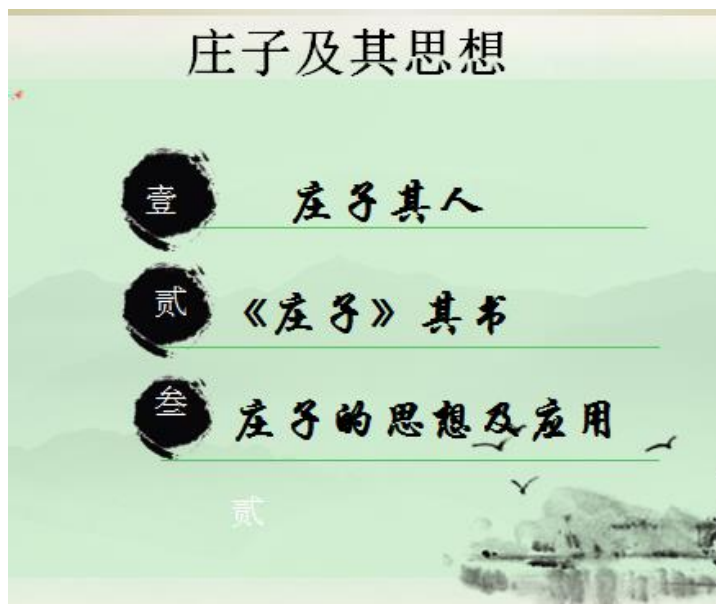 庄子及其思想
壹 庄子其人
贰 《庄子》其书
叁 庄子的思想及应用
贰